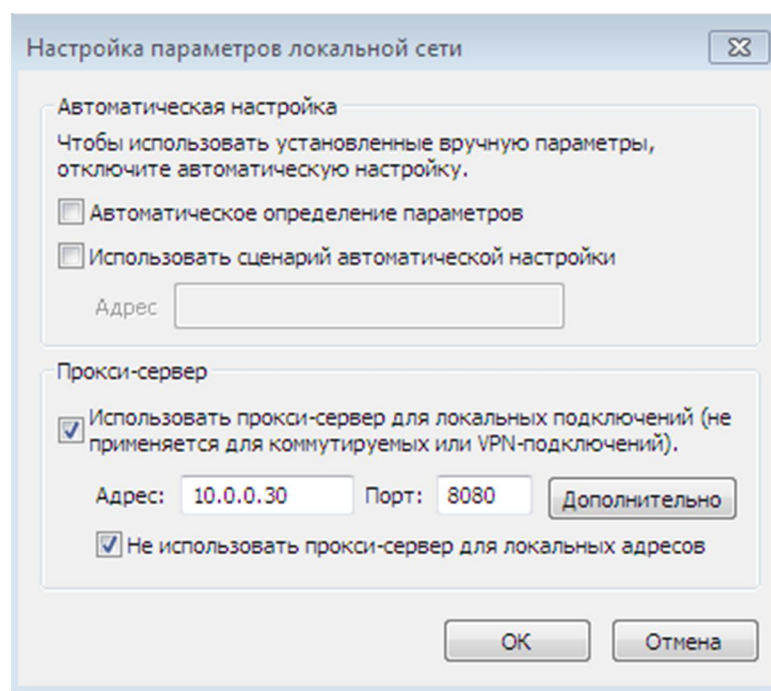 Настройка параметров локальной сети
Автоматическая настройка
Чтобы использовать установленные вручную параметры,
отключите автоматическую настройку.
Автоматическое определение параметров
Использовать сценарий автоматической настройки
Адрес
Прокси-сервер
Использовать прокси-сервер для локальных подключений (не
применяется для коммутируемых или VPN-подключений).
Адрес: 10.0.0.30 Порт: 8080 Дополнительно
Не использовать прокси-сервер для локальных адресов
ОК Отмена